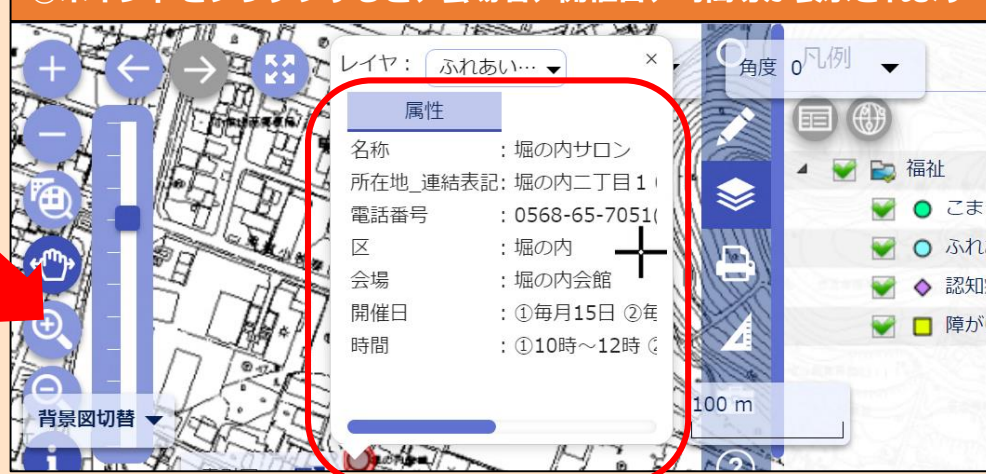 レイヤ： ふれあい…
×
属性
名称 ：堀の内サロン
所在地_連結表記：堀の内二丁目１
電話番号 ：0568-65-7051(
区 ：堀の内
会場 ：堀の内会館
開催日 ：①毎月15日 ②毎
時間 ：①10時～12時 ②
角度 0
凡例
福祉
こま
ふれ
認知
障が
背景図切替
100 m